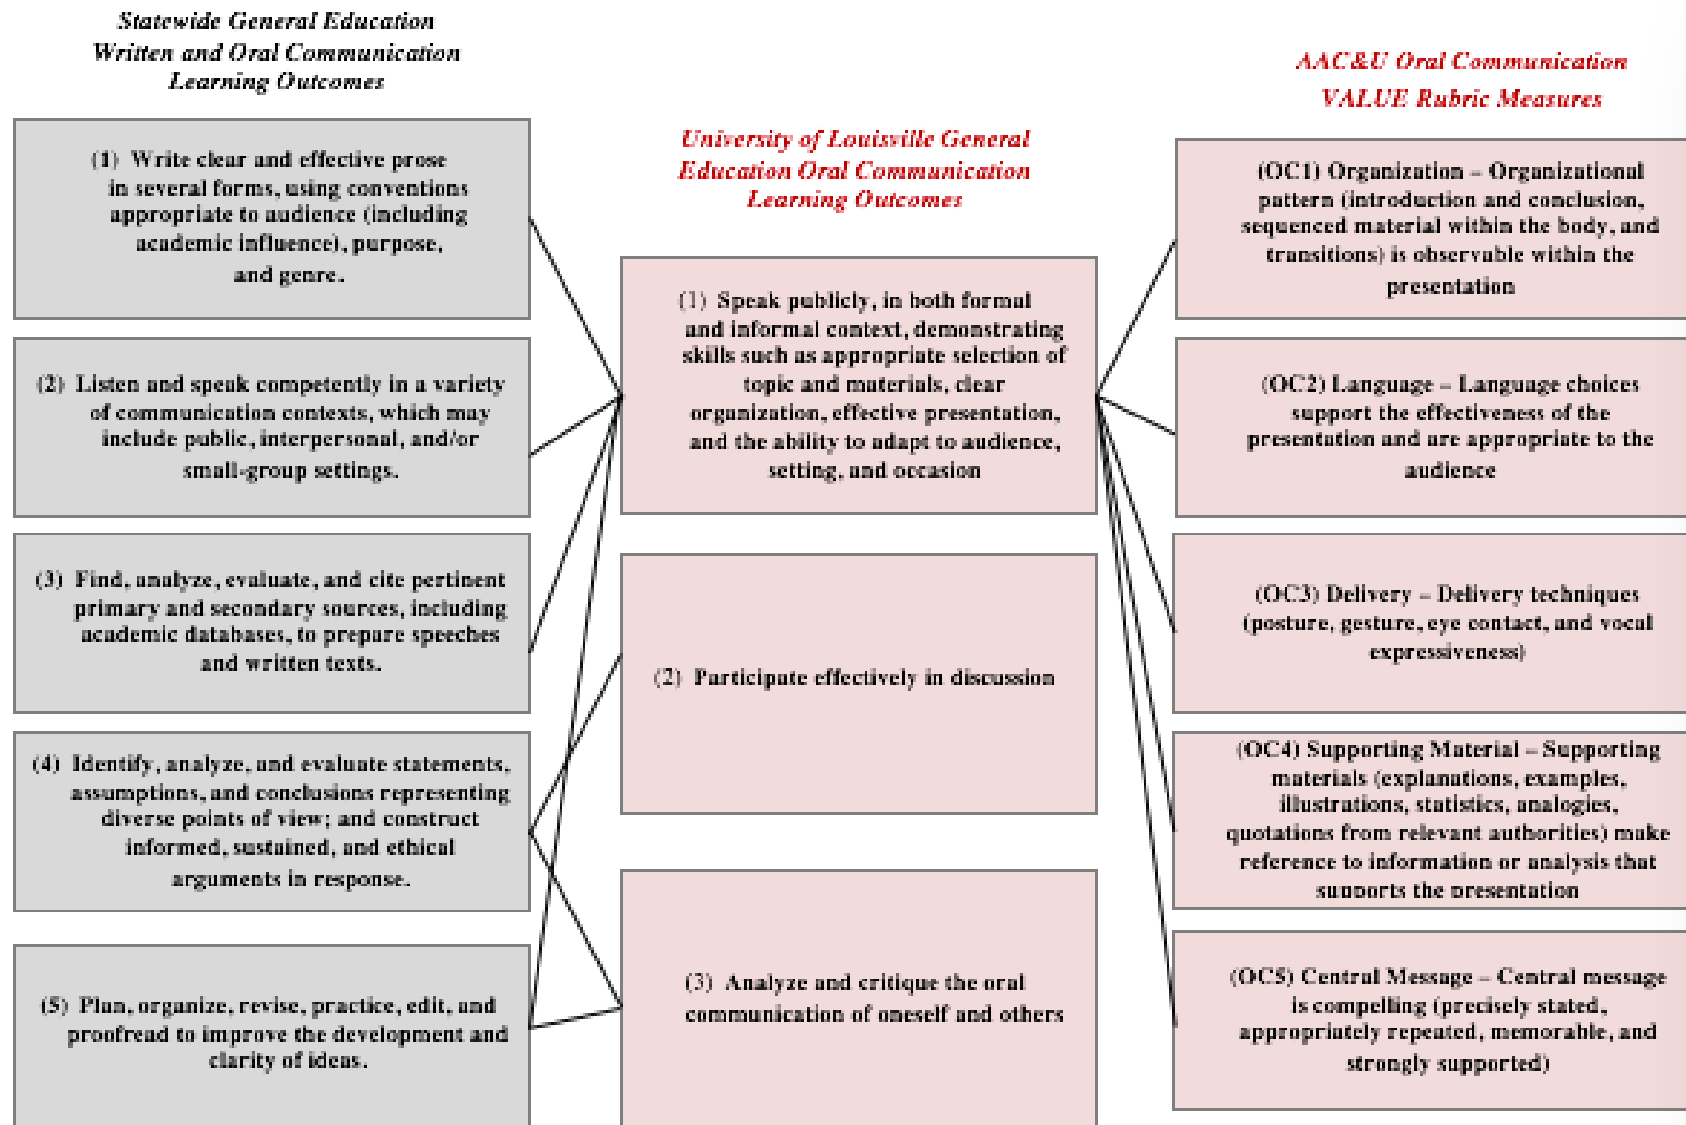 Statewide General Education
Written and Oral Communication
Learning Outcomes
(1) Write clear and effective prose
in several forms, using conventions
appropriate to audience (including
academic influence), purpose,
and genre.
(2) Listen and speak competently in a variety
of communication contexts, which may
include public, interpersonal, and/or
small-group settings.
(3) Find, analyze, evaluate, and cite pertinent
primary and secondary sources, including
academic databases, to prepare speeches
and written texts.
(4) Identify, analyze, and evaluate statements,
assumptions, and conclusions representing
diverse points of view; and construct
informed, sustained, and ethical
arguments in response.
(5) Plan, organize, revise, practice, edit, and
proofread to improve the development and
clarity of ideas.
University of Louisville General
Education Oral Communication
Learning Outcomes
(1) Speak publicly, in both formal
and informal context, demonstrating
skills such as appropriate selection of
topic and materials, clear
organization, effective presentation,
and the ability to adapt to audience,
setting, and occasion
(2) Participate effectively in discussion
(3) Analyze and critique the oral
communication of oneself and others
AAC&U Oral Communication
VALUE Rubric Measures
(OC1) Organization – Organizational
pattern (introduction and conclusion,
sequenced material within the body, and
transitions) is observable within the
presentation
(OC2) Language – Language choices
support the effectiveness of the
presentation and are appropriate to the
audience
(OC3) Delivery – Delivery techniques
(posture, gesture, eye contact, and vocal
expressiveness)
(OC4) Supporting Material – Supporting
materials (explanations, examples,
illustrations, statistics, analogies,
quotations from relevant authorities) make
reference to information or analysis that
supports the presentation
(OC5) Central Message – Central message
is compelling (precisely stated,
appropriately repeated, memorable, and
strongly supported)